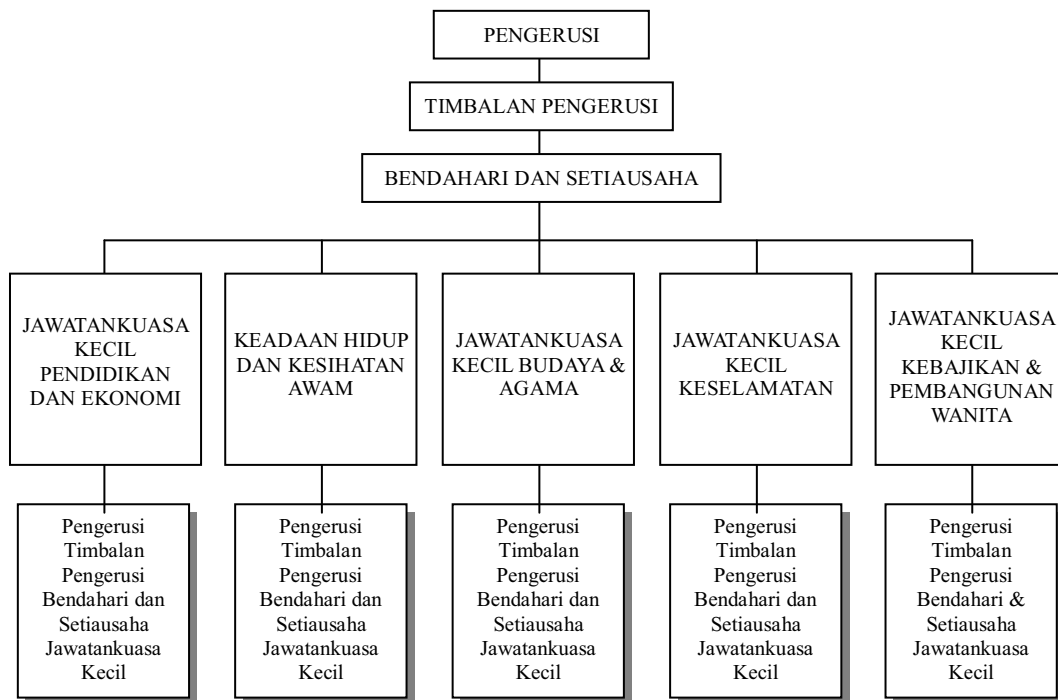 PENGERUSI
TIMBALAN PENGERUSI
BENDAHARI DAN SETIAUSAHA
JAWATANKUASA
KECIL
PENDIDIKAN
DAN EKONOMI
KEADAAN HIDUP
DAN KESIHATAN
AWAM
JAWATANKUASA
KECIL BUDAYA &
AGAMA
JAWATANKUASA
KECIL
KESELAMATAN
JAWATANKUASA
KECIL
KEBAJIKAN &
PEMBANGUNAN
WANITA
Pengerusi
Timbalan
Pengerusi
Bendahari dan
Setiausaha
Jawatankuasa
Kecil
Pengerusi
Timbalan
Pengerusi
Bendahari dan
Setiausaha
Jawatankuasa
Kecil
Pengerusi
Timbalan
Pengerusi
Bendahari dan
Setiausaha
Jawatankuasa
Kecil
Pengerusi
Timbalan
Pengerusi
Bendahari dan
Setiausaha
Jawatankuasa
Kecil
Pengerusi
Timbalan
Pengerusi
Bendahari &
Setiausaha
Jawatankuasa
Kecil